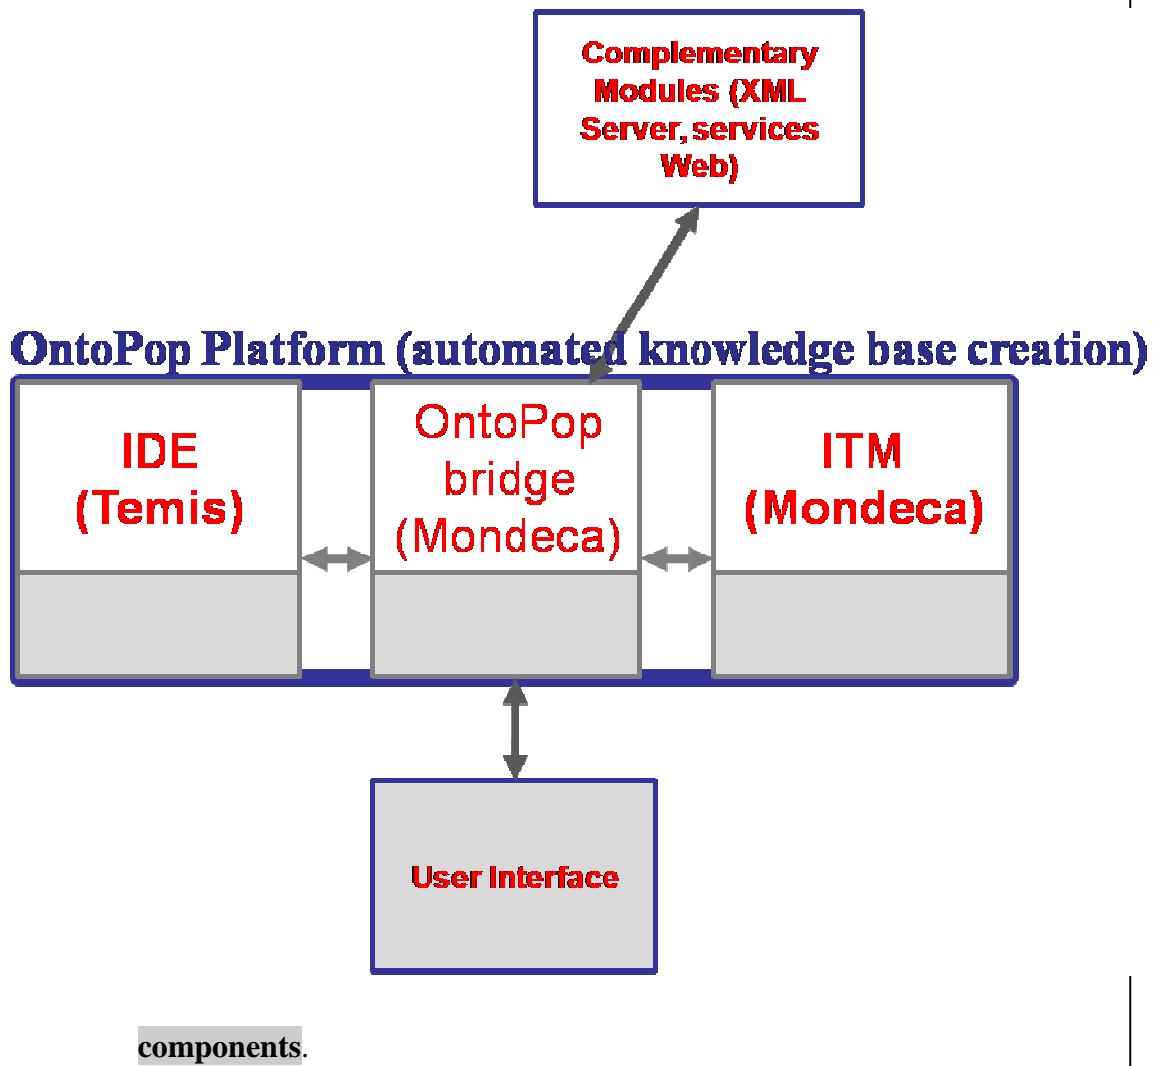 Complementary
Modules (XML
Server, services
Web)
OntoPop Platform (automated knowledge base creation)
IDE
(Temis)
OntoPop
bridge
(Mondeca)
ITM
(Mondeca)
User Interface
components.